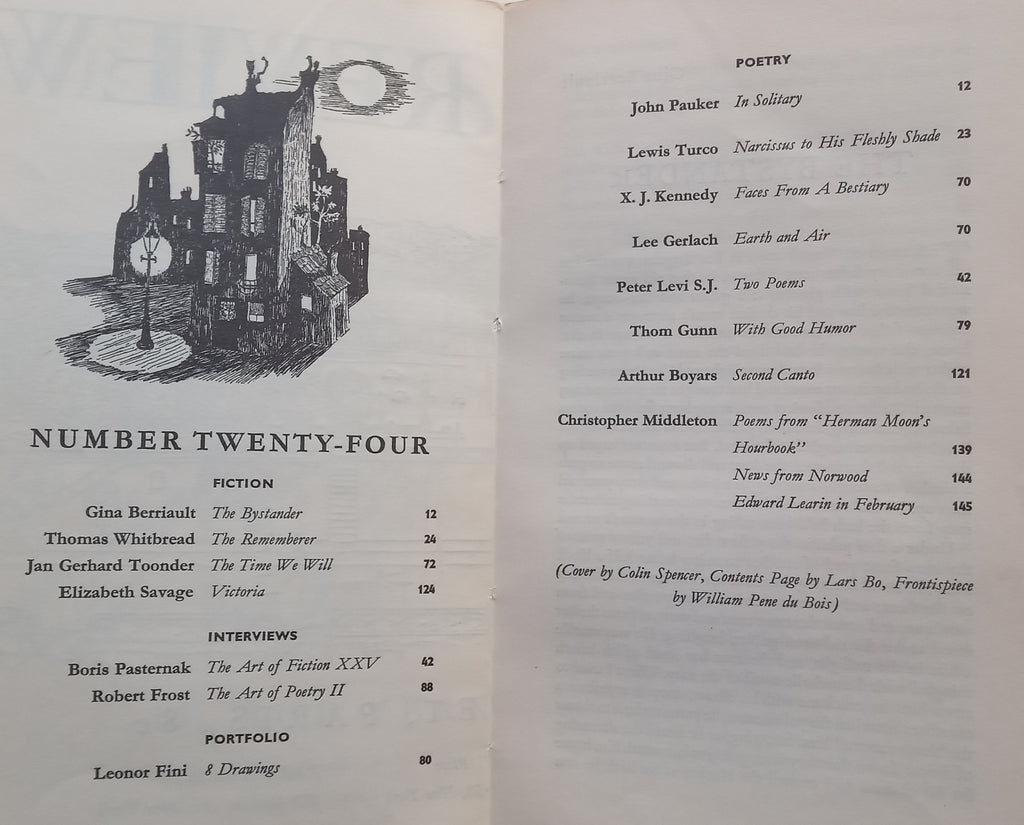 NUMBER TWENTY-FOUR
FICTION
Gina Berriault The Bystander 12
Thomas Whitbread The Rememberer 24
Jan Gerhard Toonder The Time We Will 72
Elizabeth Savage Victoria 124
INTERVIEWS
Boris Pasternak The Art of Fiction XXV 42
Robert Frost The Art of Poetry II 88
PORTFOLIO
Leonor Fini 8 Drawings 80
POETRY
John Pauker In Solitary 12
Lewis Turco Narcissus to His Fleshly Shade 23
X. J. Kennedy Faces From A Bestiary 70
Lee Gerlach Earth and Air 70
Peter Levi S.J. Two Poems 42
Thom Gunn With Good Humor 79
Arthur Boyars Second Canto 121
Christopher Middleton Poems from "Herman Moon's
Hourbook" 139
News from Norwood 144
Edward Learin in February 145
(Cover by Colin Spencer, Contents Page by Lars Bo, Frontispiece
by William Pene du Bois)